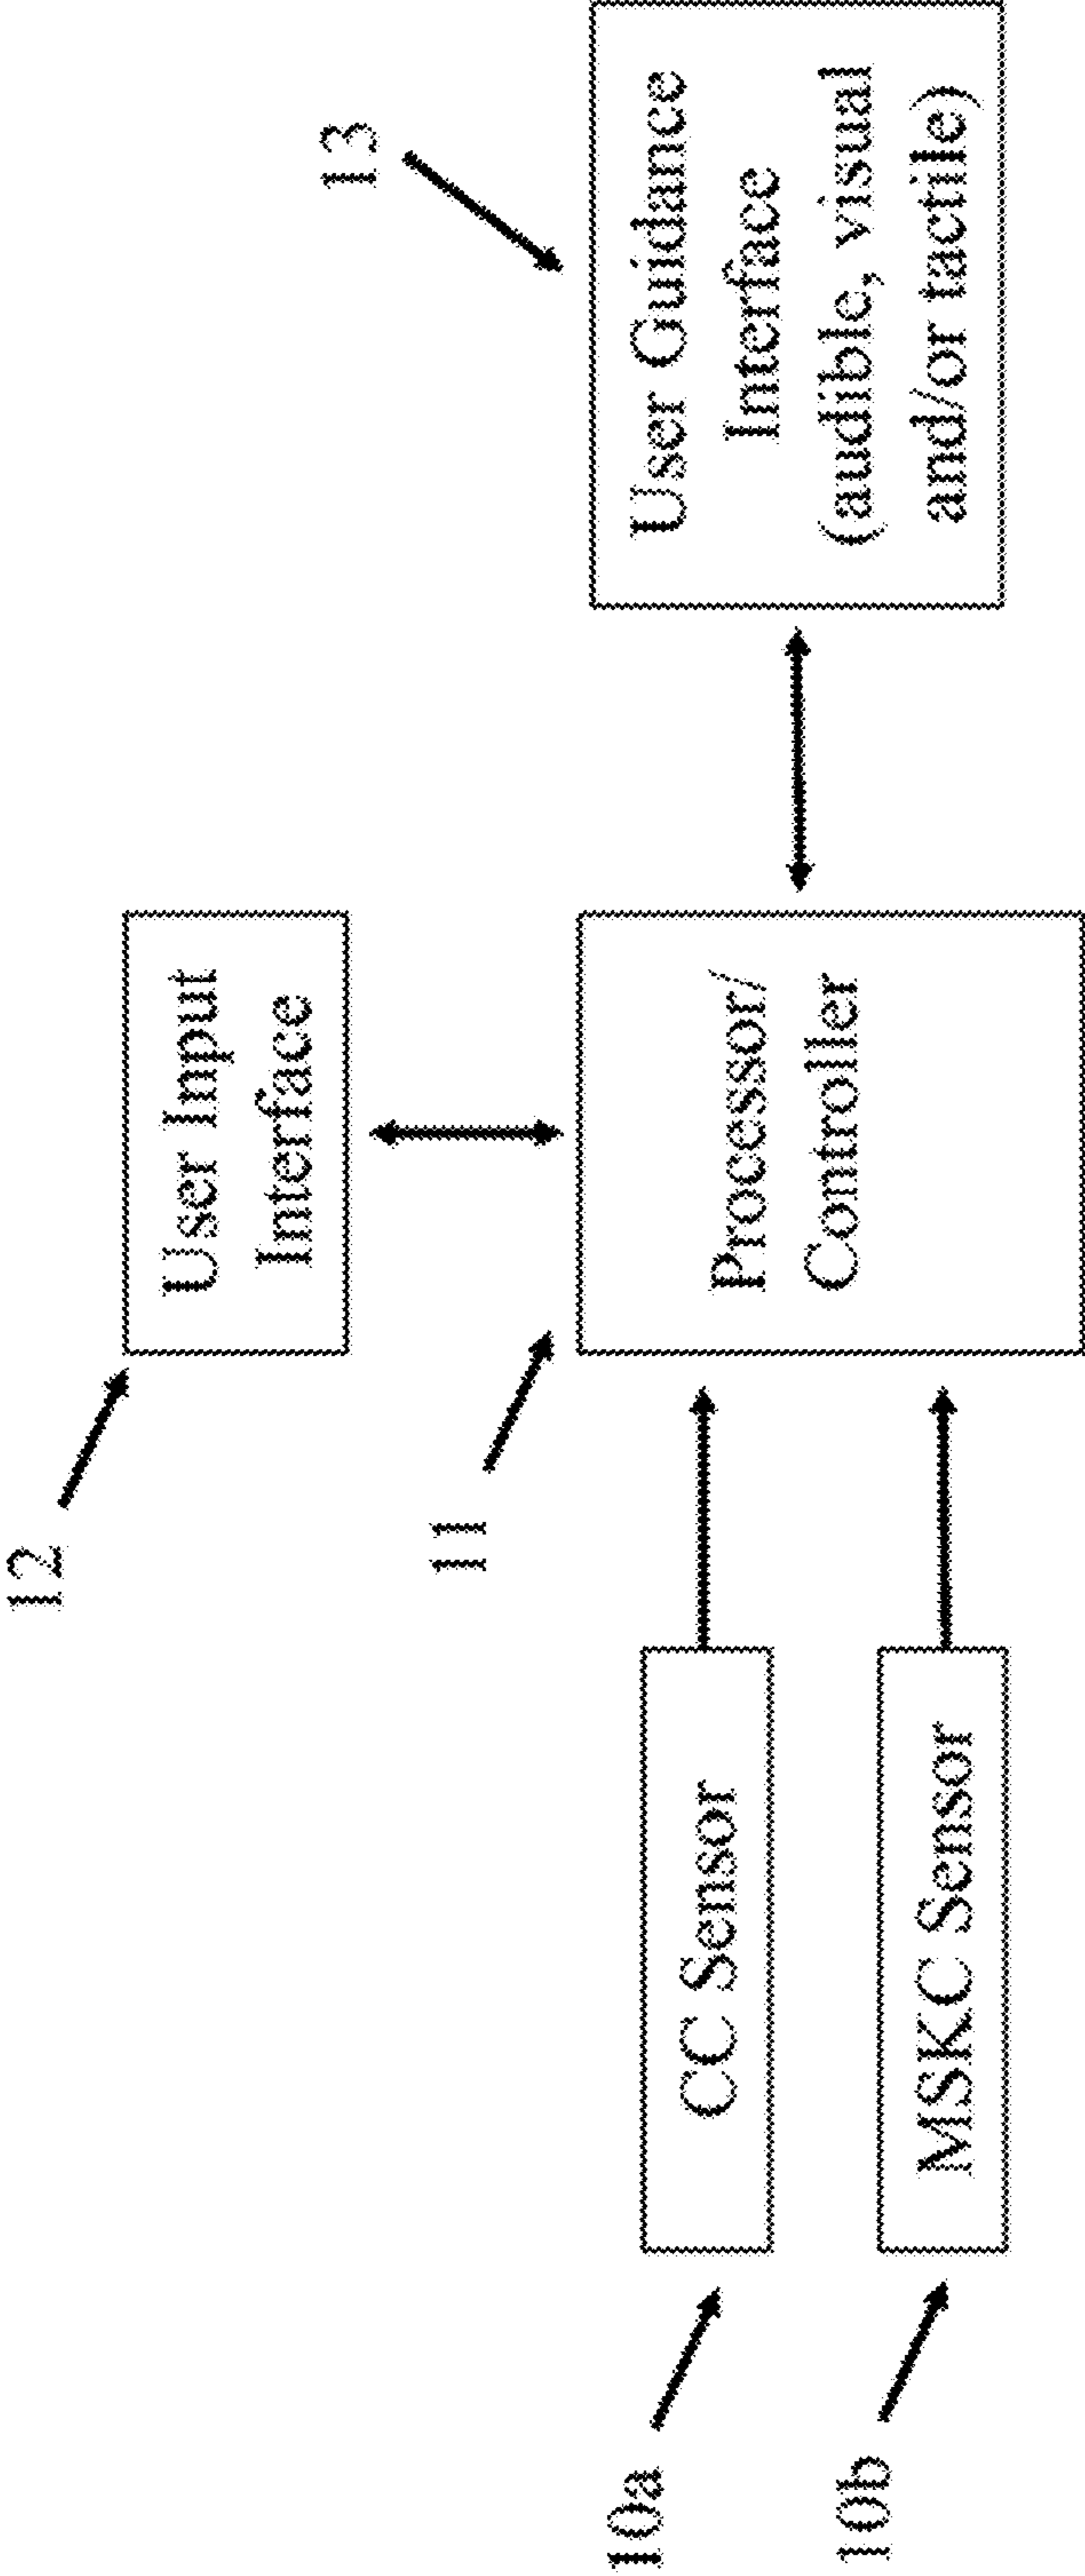 12
User Input
Interface
13
11
10a
CC Sensor
Processor/
Controller
User Guidance
Interface
(audible, visual
and/or tactile)
10b
MSKC Sensor